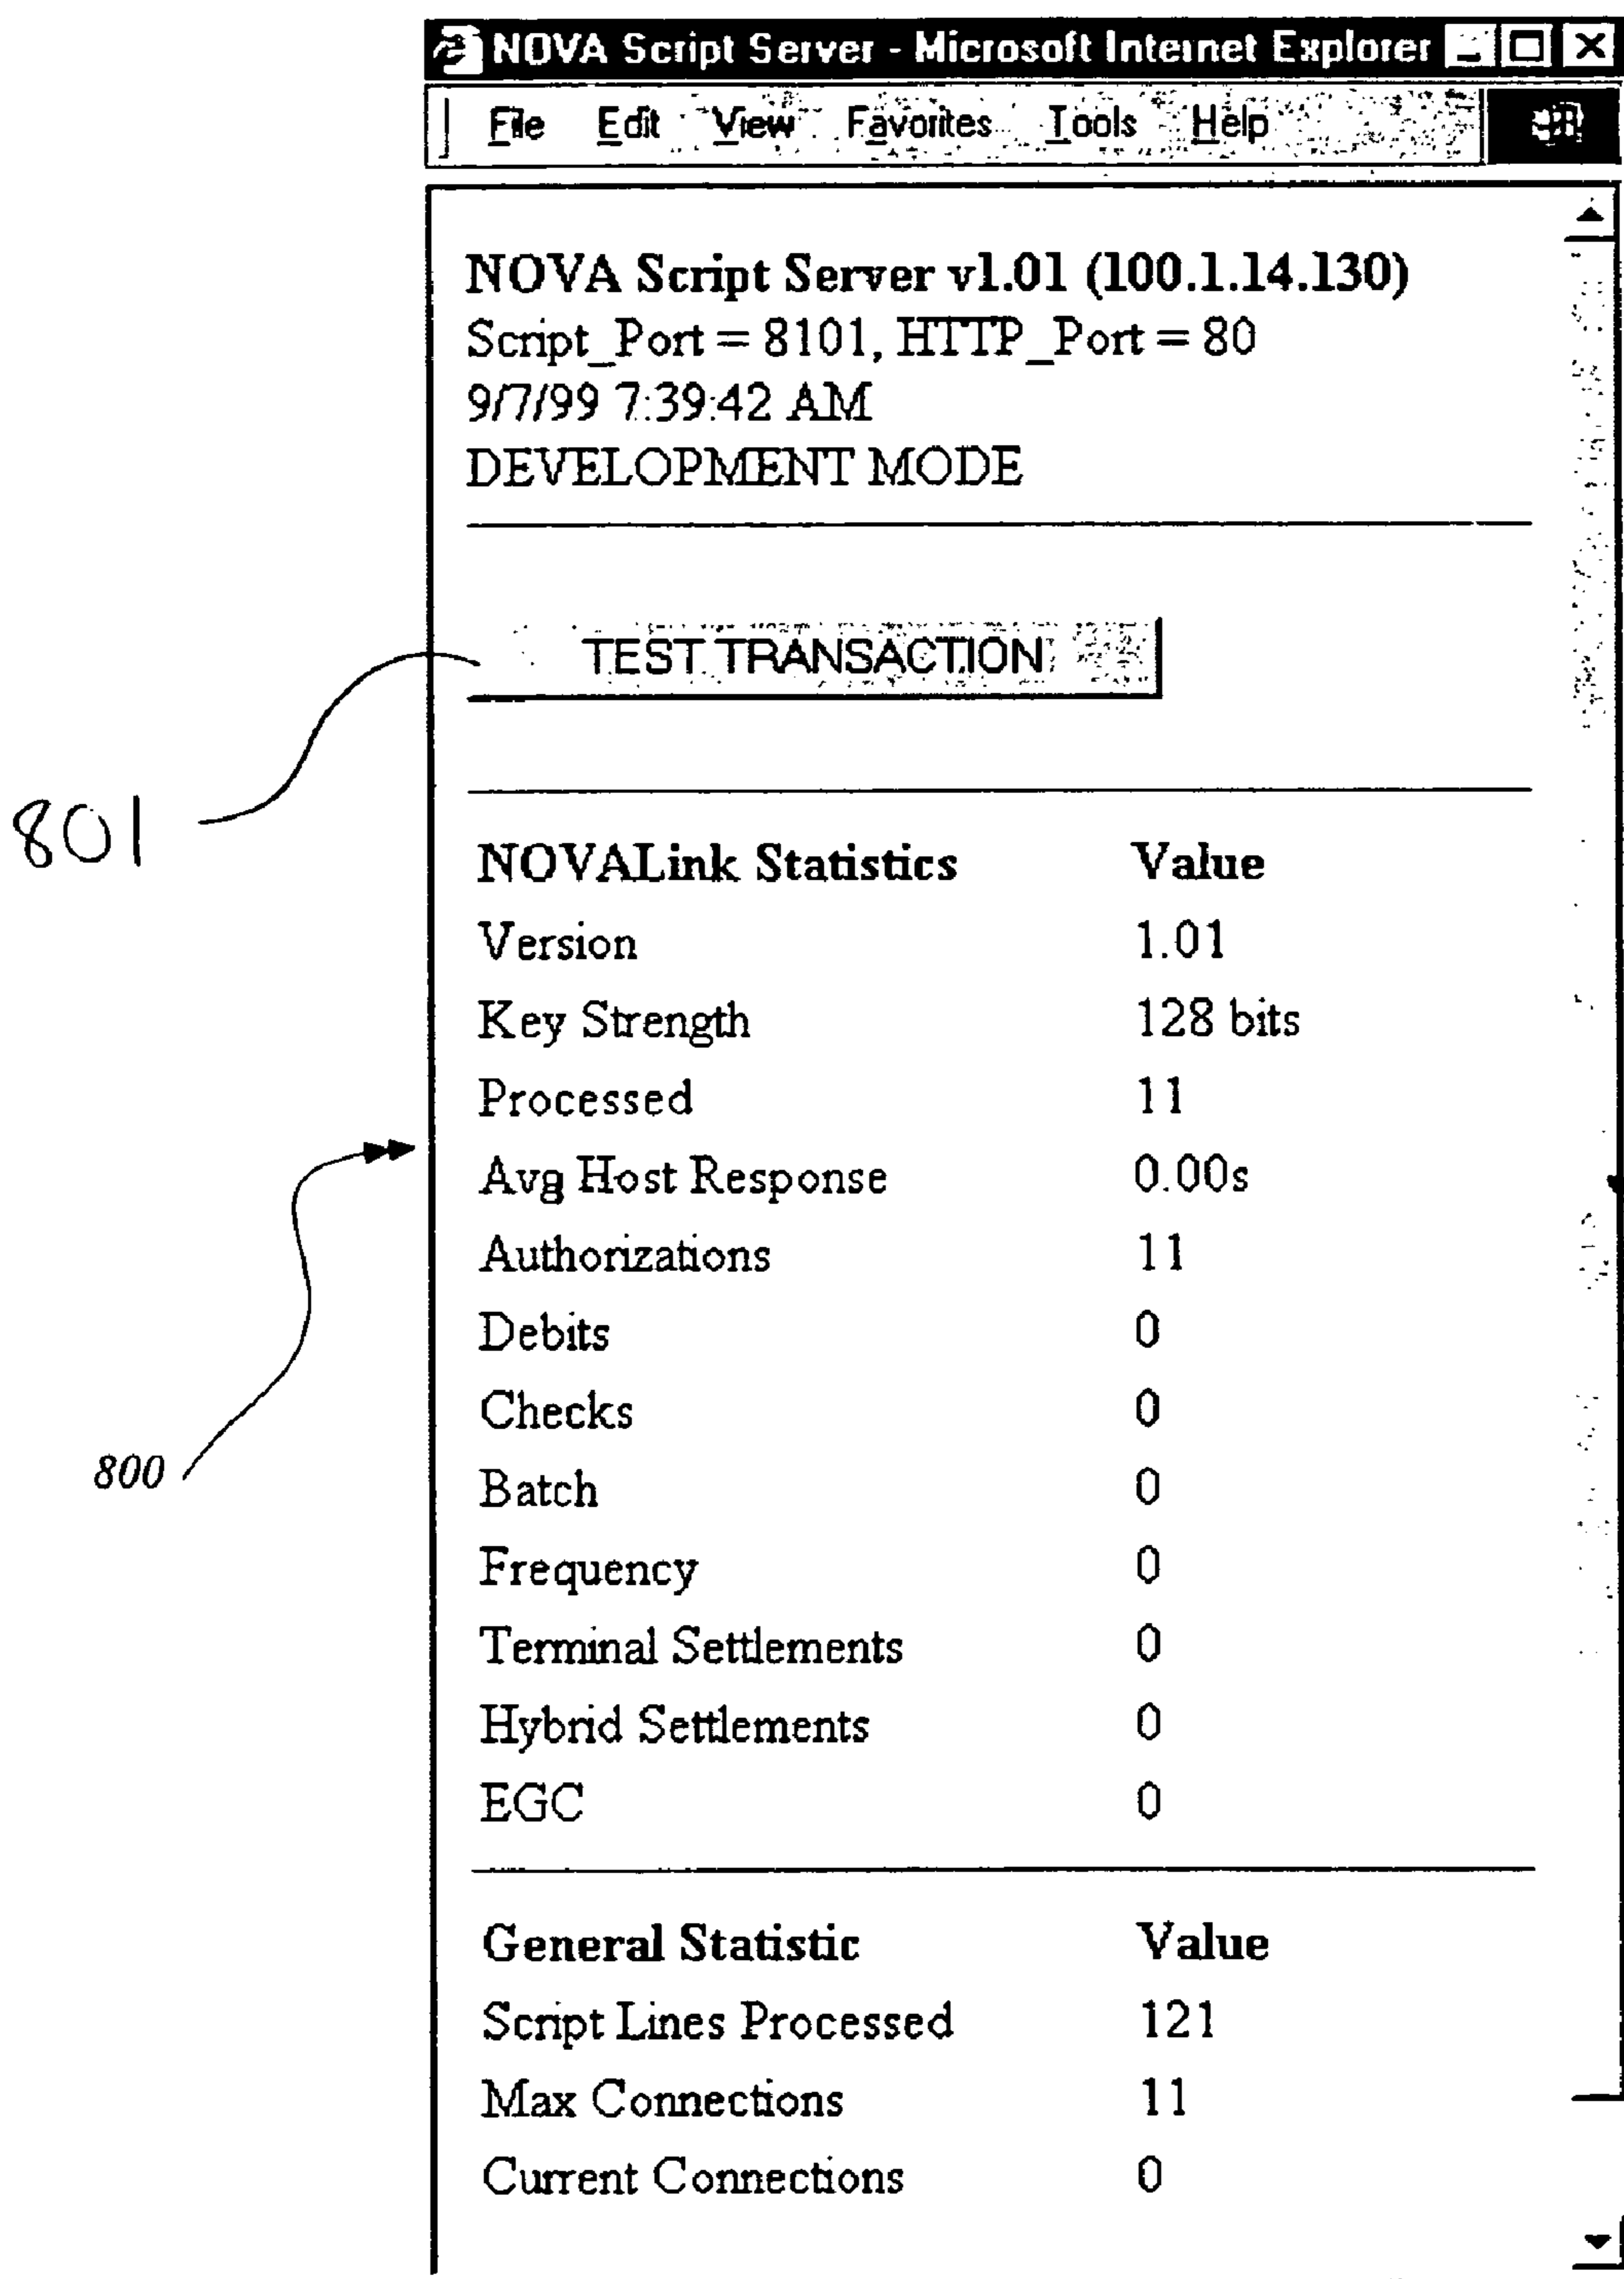 NOVA Script Server - Microsoft Internet Explorer
File Edit View Favorites Tools Help
NOVA Script Server v1.01 (100.1.14.130)
Script_Port = 8101, HTTP_Port = 80
9/7/99 7:39:42 AM
DEVELOPMENT MODE
TEST TRANSACTION
801
NOVALink Statistics Value
Version 1.01
Key Strength 128 bits
Processed 11
Avg Host Response 0.00s
Authorizations 11
Debits 0
Checks 0
800
Batch 0
Frequency 0
Terminal Settlements 0
Hybrid Settlements 0
EGC 0
General Statistic Value
Script Lines Processed 121
Max Connections 11
Current Connections 0